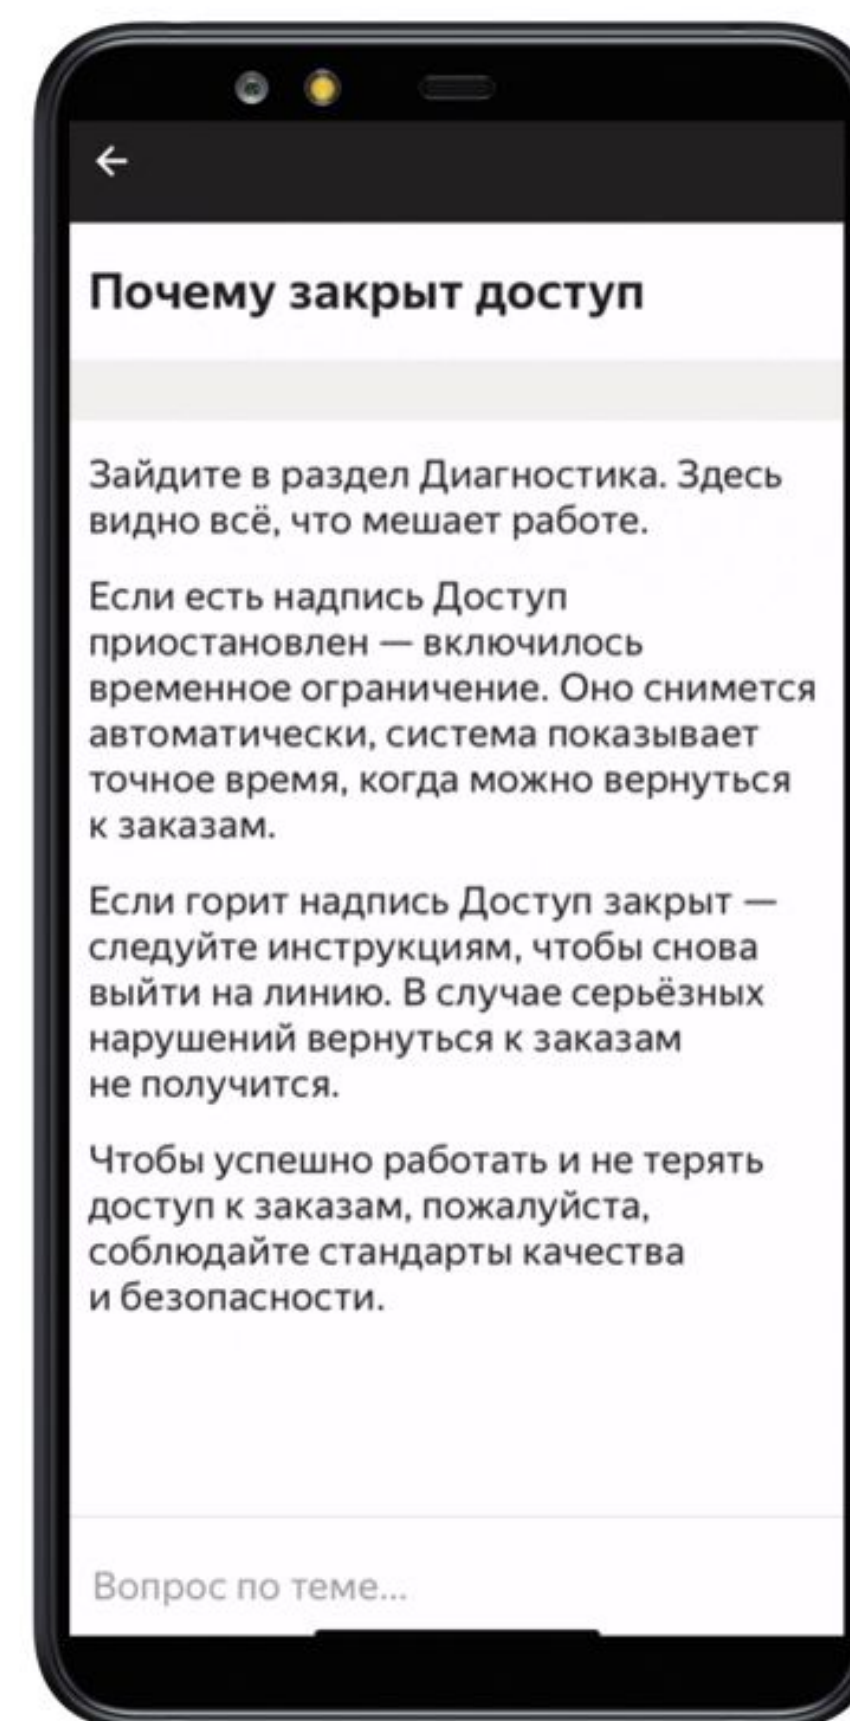 Почему закрыт доступ
Зайдите в раздел Диагностика. Здесь
видно всё, что мешает работе.
Если есть надпись Доступ
приостановлен — включилось
временное ограничение. Оно снимется
автоматически, система показывает
точное время, когда можно вернуться
к заказам.
Если горит надпись Доступ закрыт —
следуйте инструкциям, чтобы снова
выйти на линию. В случае серьёзных
нарушений вернуться к заказам
не получится.
Чтобы успешно работать и не терять
доступ к заказам, пожалуйста,
соблюдайте стандарты качества
и безопасности.
Вопрос по теме...